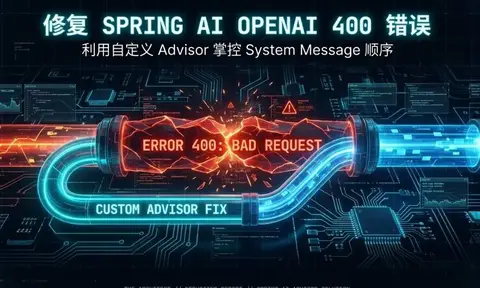 修复 SPRING AI OPENAI 400 错误
利用自定义 Advisor 掌控 System Message 顺序
ERROR 400: BAD REQUEST
CUSTOM ADVISOR FIX